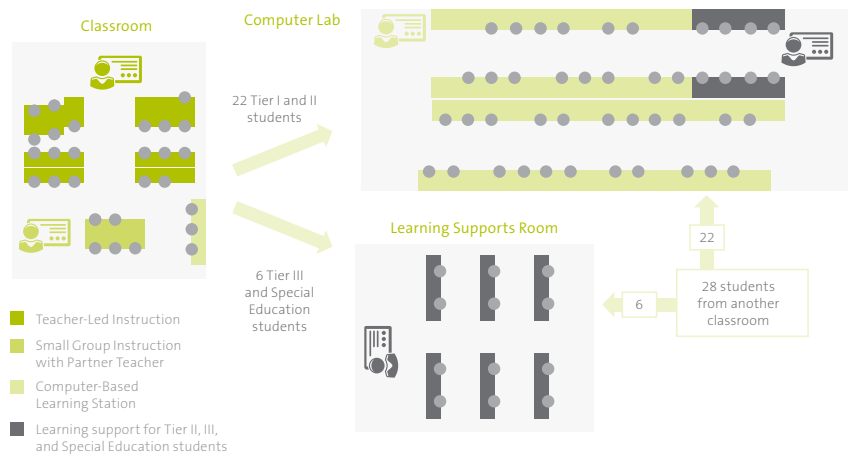 Classroom
Computer Lab
22 Tier I and II
students
Learning Supports Room
6 Tier III
and Special
Education
students
22
6
28 students
from another
classroom
Teacher-Led Instruction
Small Group Instruction
with Partner Teacher
Computer-Based
Learning Station
Learning support for Tier II, III,
and Special Education students